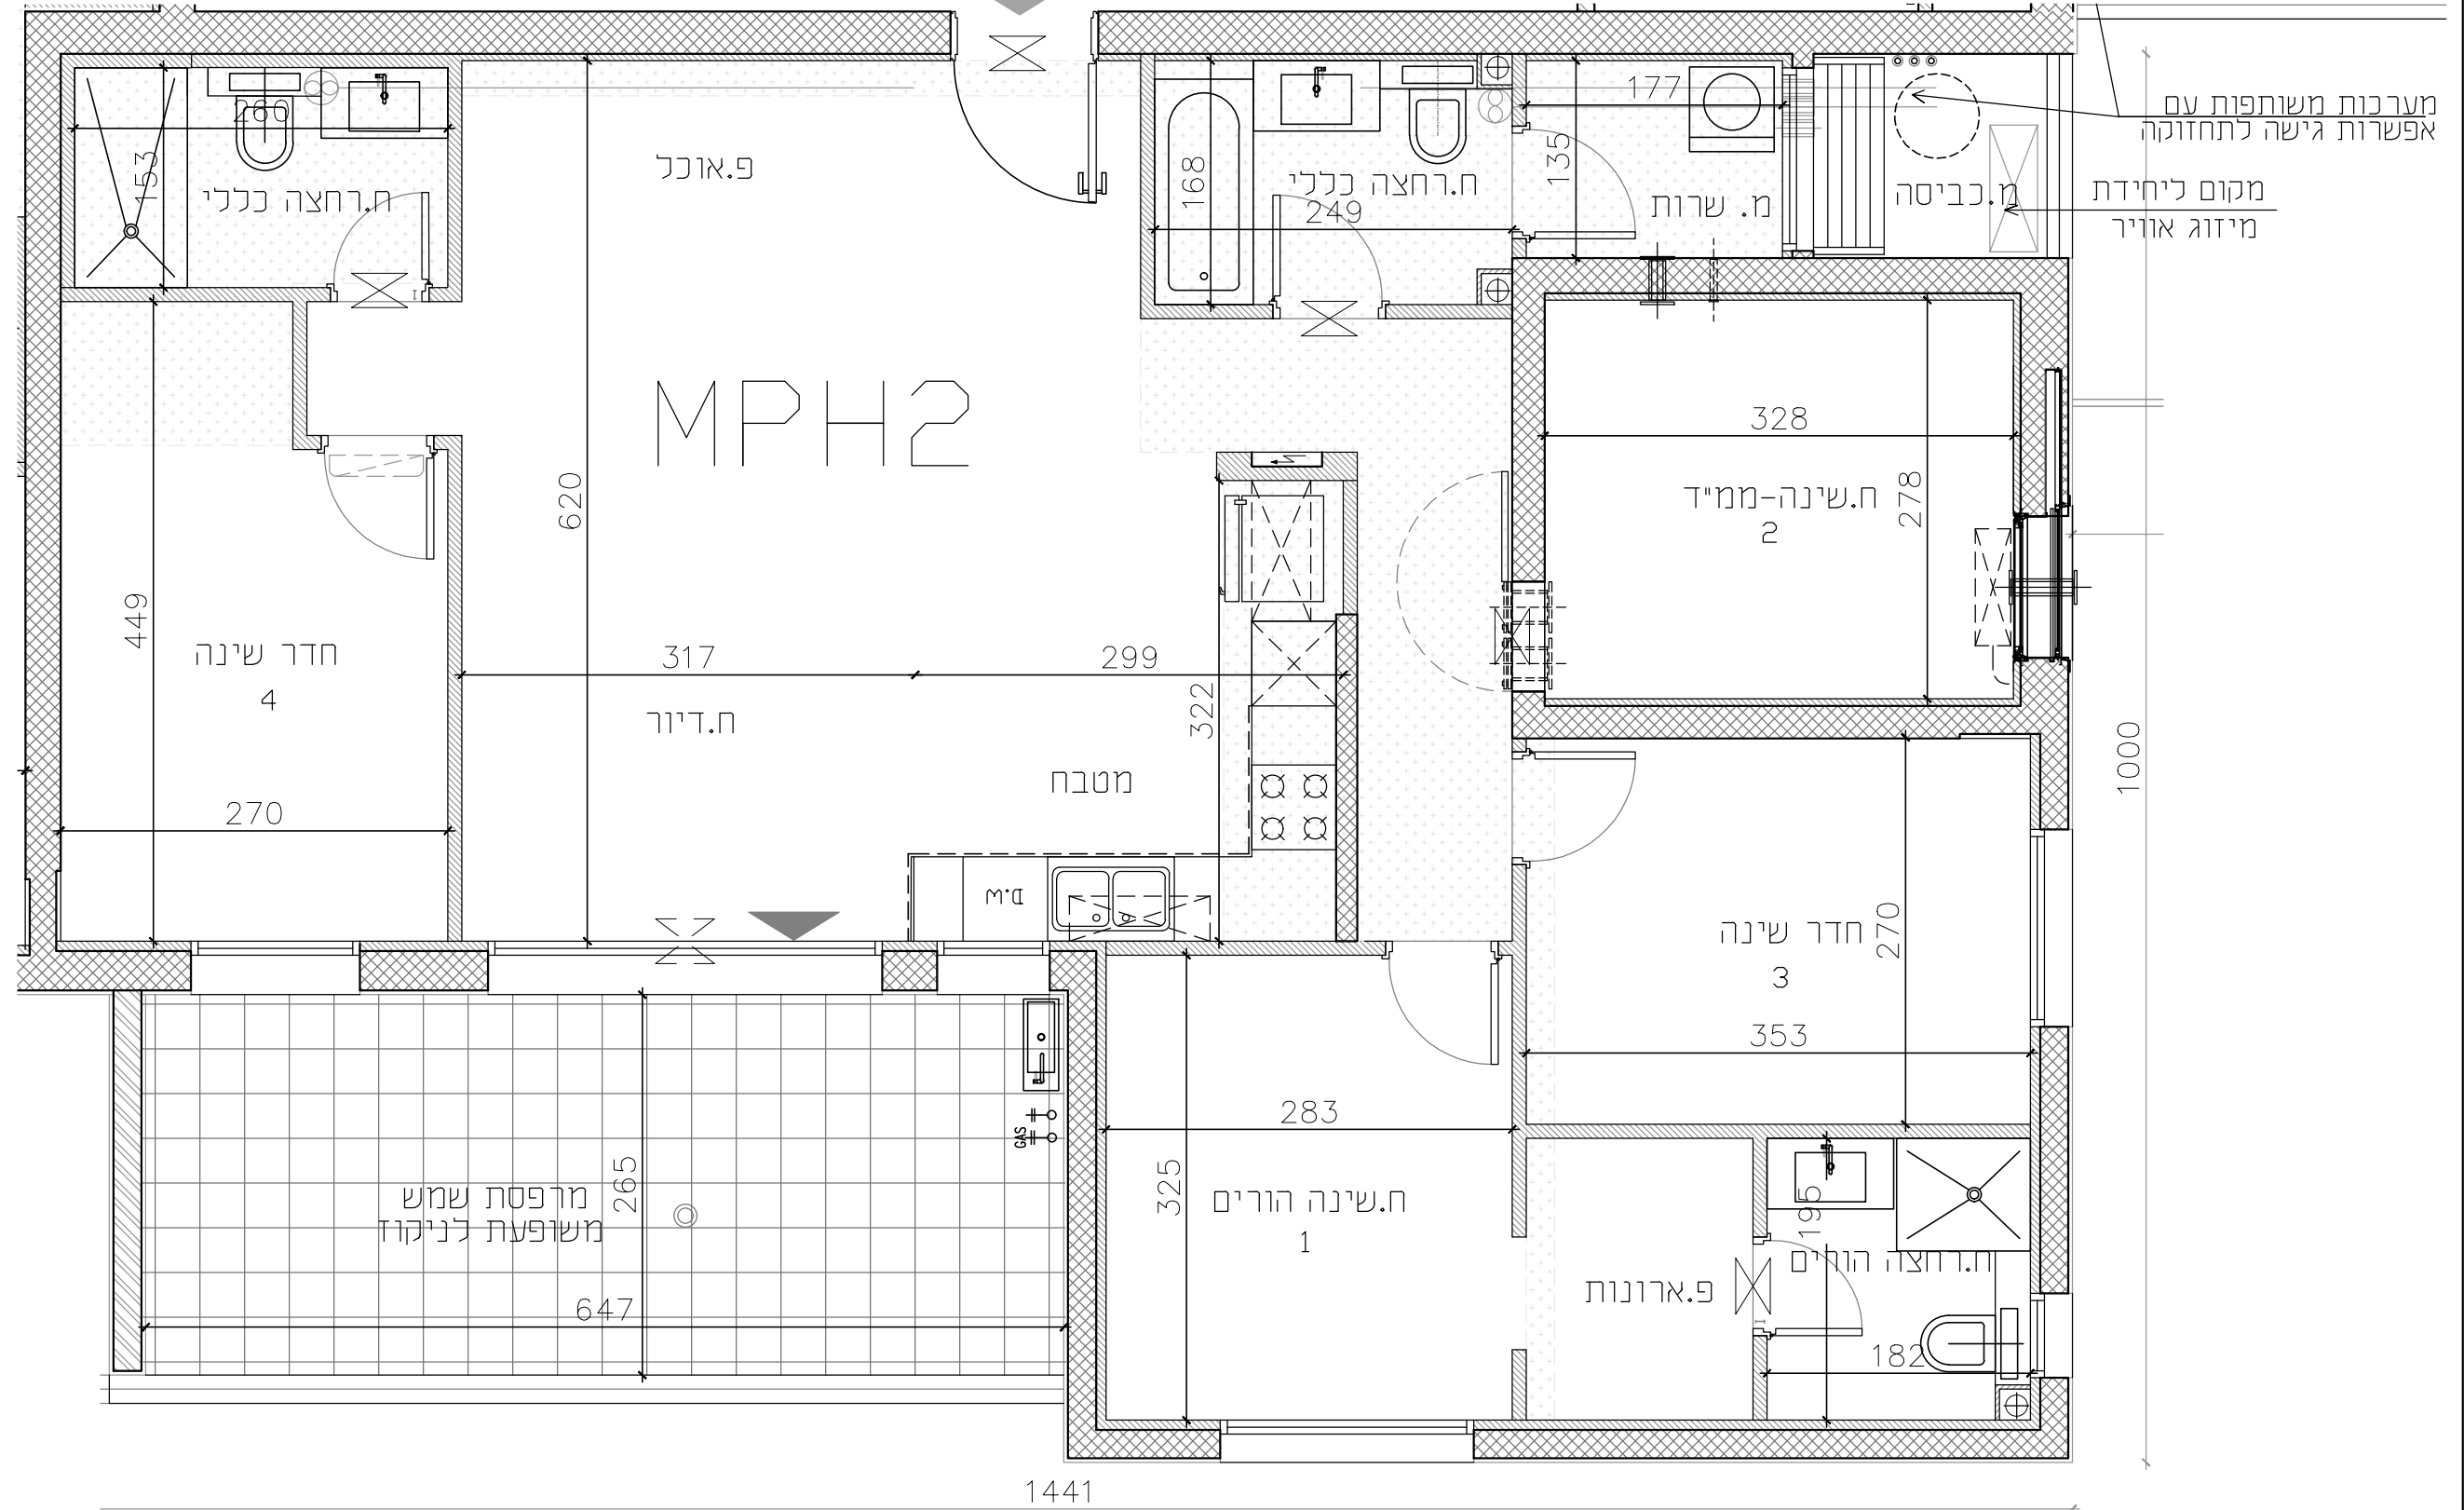 מערכות משותפות עם
אפשרות גישה לתחזוקה
177
260
פ.אוכל
168
135
153
ח.רחצה כללי
ח.רחצה כללי
249
מ. שרות
מ.כביסה
מקום ליחידת
מיזוג אוויר
MPH2
328
620
ח.שינה-ממ"ד
2
278
449
חדר שינה
4
317
299
322
ח.דיור
מטבח
270
1000
ד.מ
חדר שינה
3
270
353
GAS
283
325
265
מרפסת שמש
משופעת לניקוז
ח.שינה הורים
1
195
ח.רחצה הורים
פ.ארונות
647
182
1441